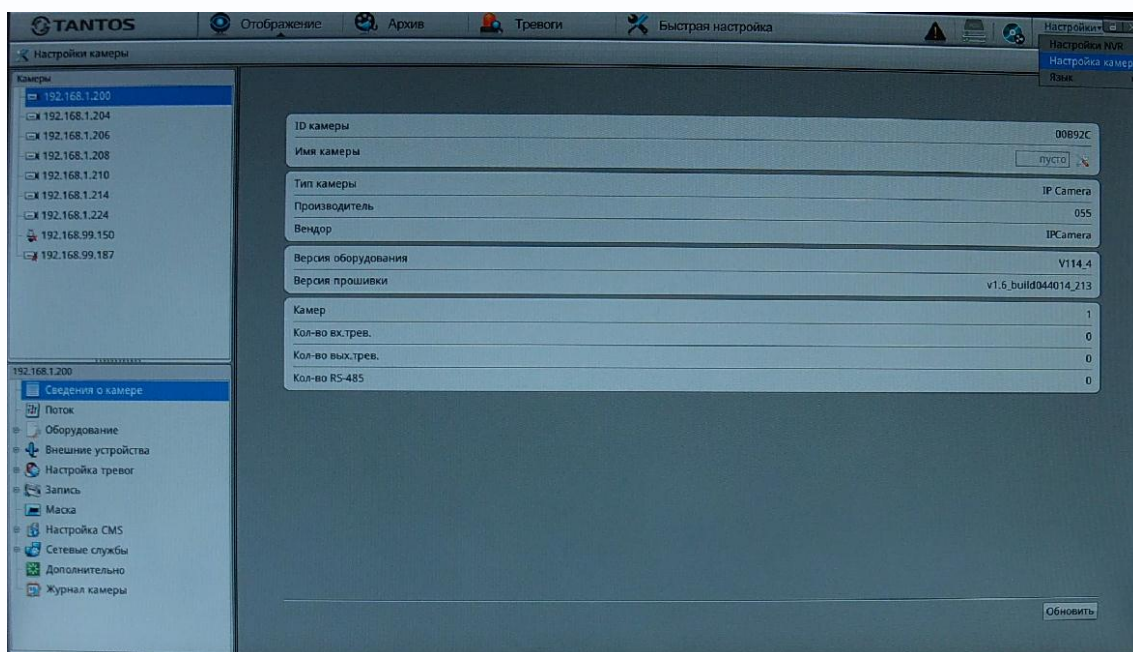 TANTOS
Отображение
Архив
Тревоги
Быстрая настройка
Настройки
Настройки NVR
Настройка камер
Язык
Настройки камеры
Камеры
192.168.1.200
192.168.1.204
192.168.1.206
192.168.1.208
192.168.1.210
192.168.1.214
192.168.1.224
192.168.99.150
192.168.99.187
ID камеры 00B92C
Имя камеры пусто
Тип камеры IP Camera
Производитель 055
Вендор IPCamera
Версия оборудования V114_4
Версия прошивки v1.6_build044014_213
Камер 1
Кол-во вх.трев. 0
Кол-во вых.трев. 0
Кол-во RS-485 0
192.168.1.200
Сведения о камере
Поток
Оборудование
Внешние устройства
Настройка тревог
Запись
Маска
Настройка CMS
Сетевые службы
Дополнительно
Журнал камеры
Обновить